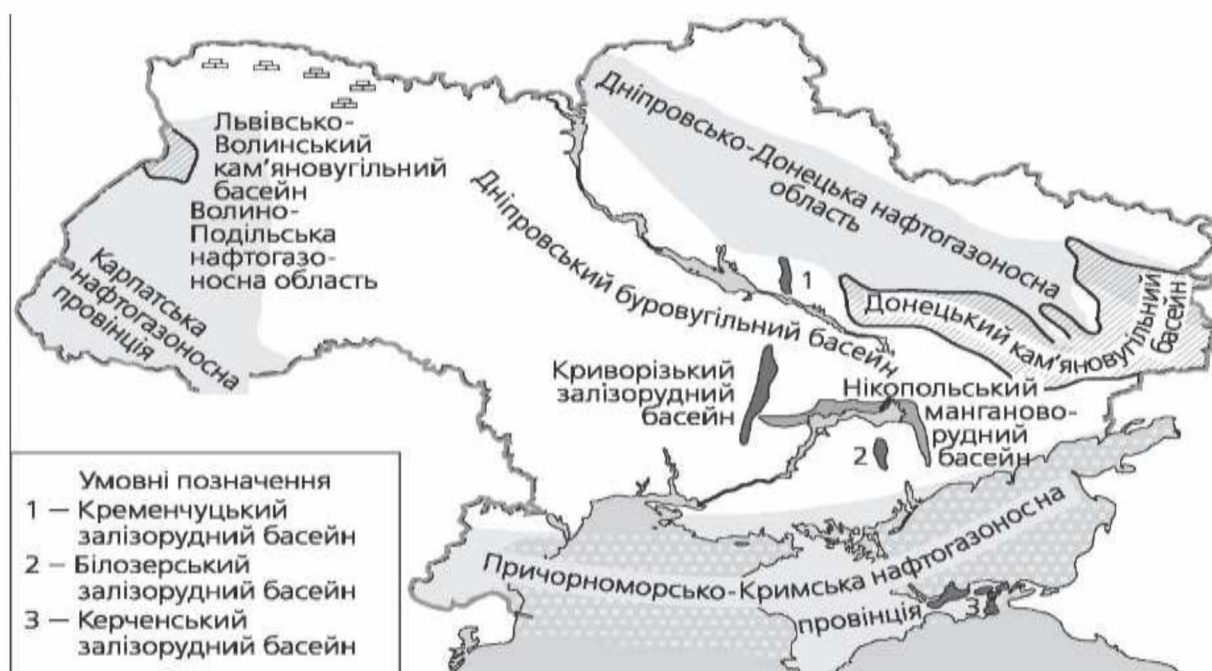 Львівсько-
Волинський
кам’яновугільний
басейн
Волино-
Подільська
нафтогазо-
носна область
Карпатська
нафтогазоносна
провінція
Дніпровсько-Донецька нафтогазоносна
область
Дніпровський буровугільний басейн
1
Донецький кам’яновугільний
басейн
Криворізький
залізорудний
басейн
Нікопольський
манганово-
рудний
басейн
2
Причорноморсько-Кримська нафтогазоносна
провінція
3
Умовні позначення
1 — Кременчуцький
залізорудний басейн
2 — Білозерський
залізорудний басейн
3 — Керченський
залізорудний басейн